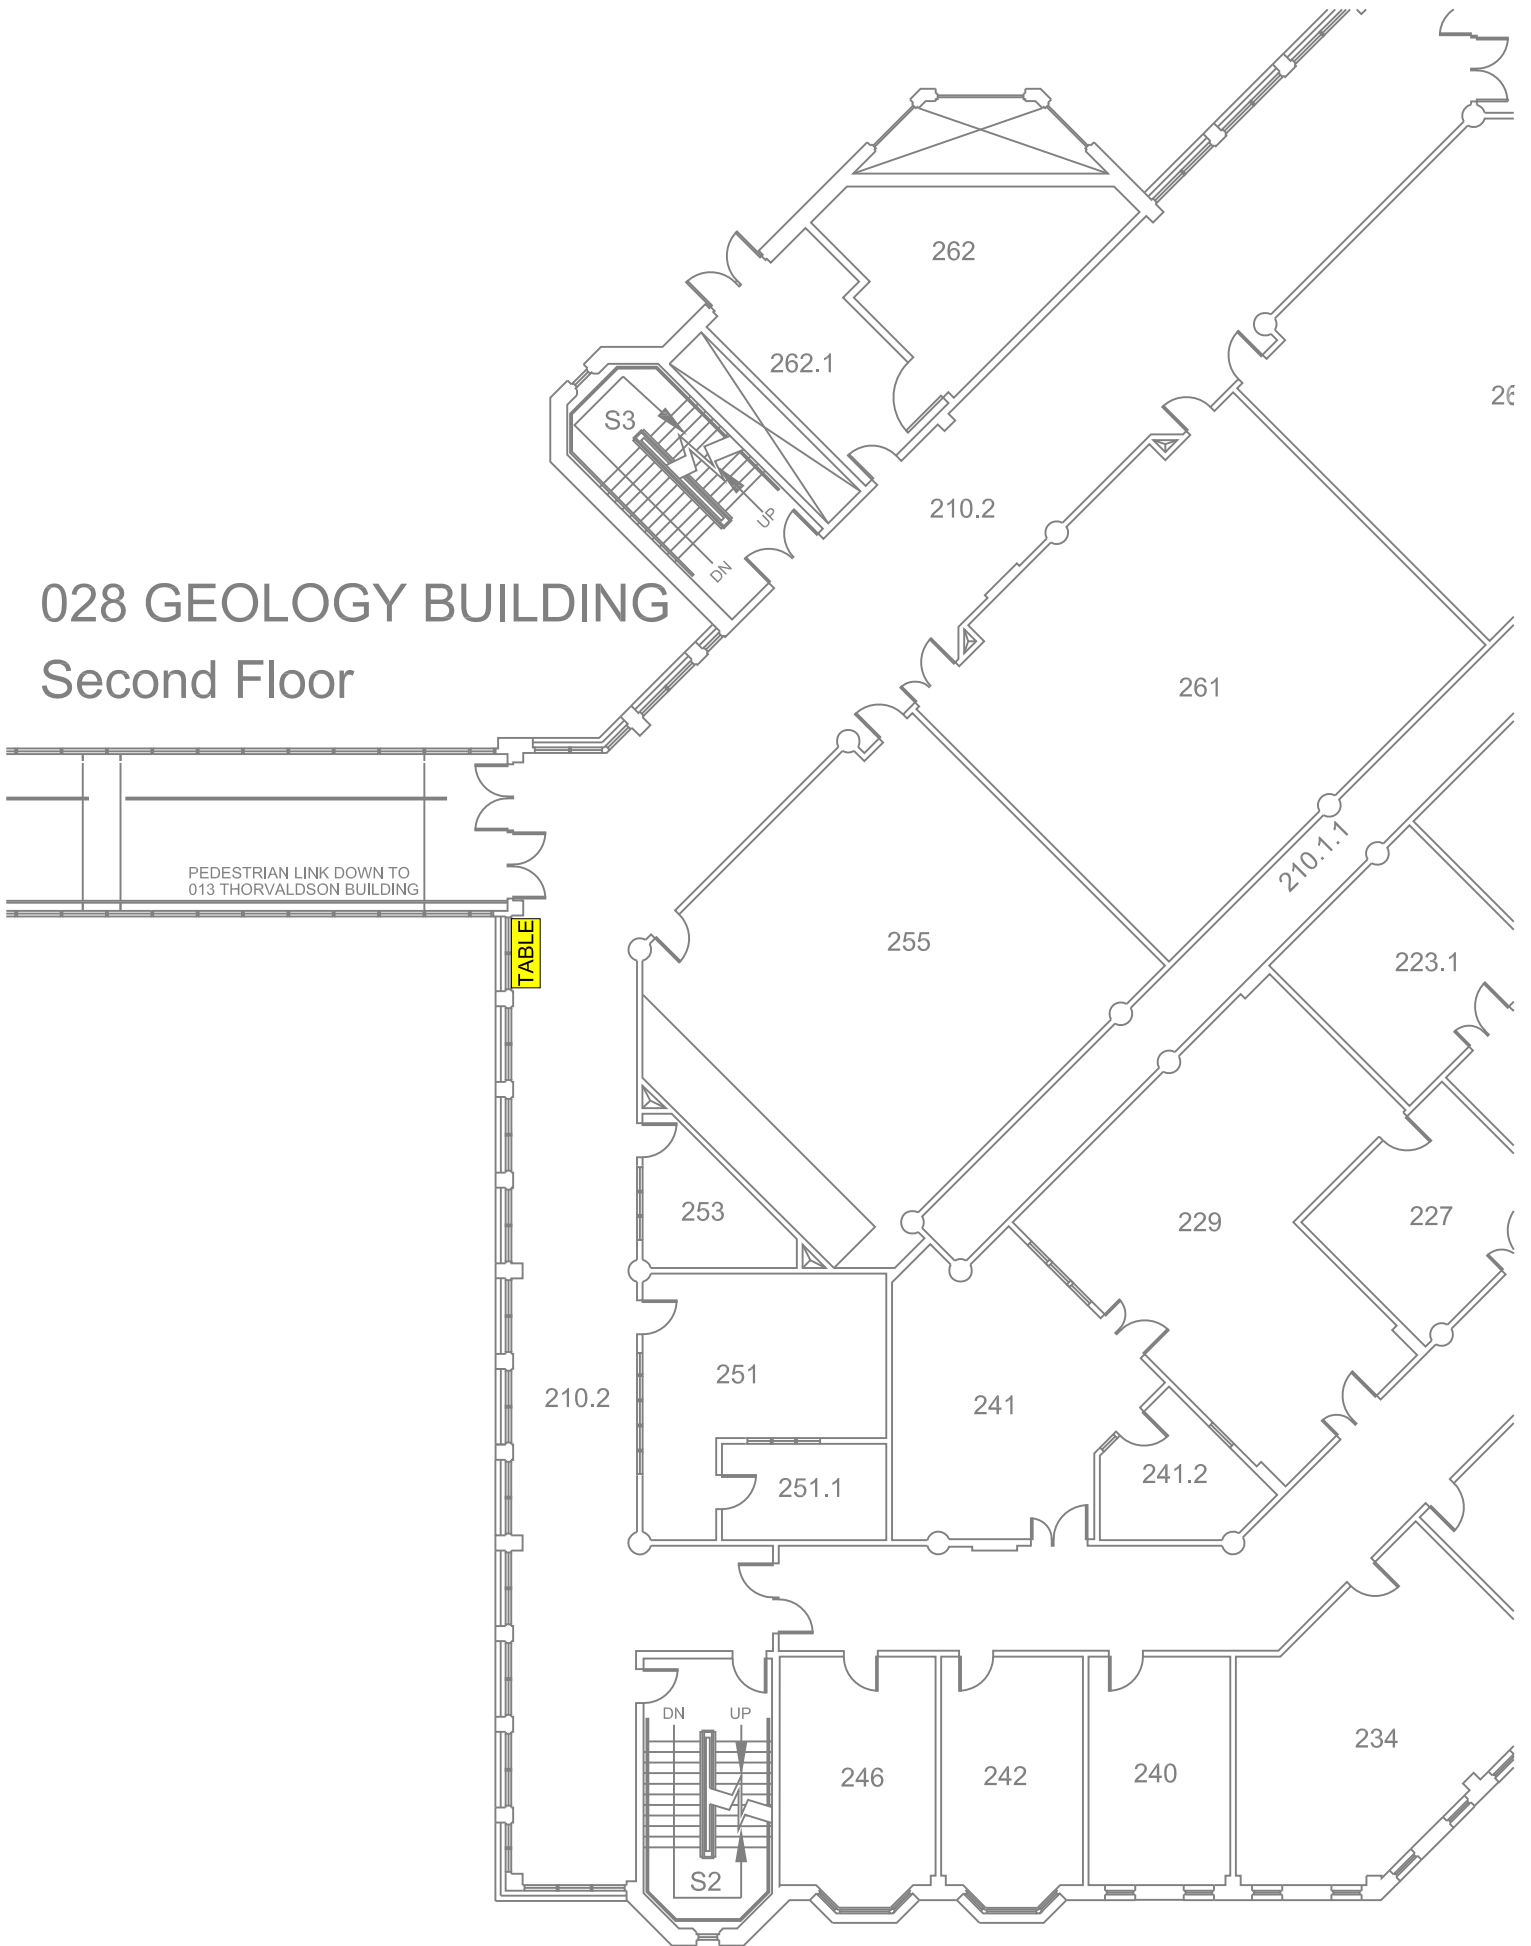 262
262.1
S3
26
210.2
UP
DN
028 GEOLOGY BUILDING
Second Floor
261
210.1.1
PEDESTRIAN LINK DOWN TO
013 THORVALDSON BUILDING
TABLE
255
223.1
253
229
227
251
210.2
241
251.1
241.2
DN
UP
234
246
242
240
S2